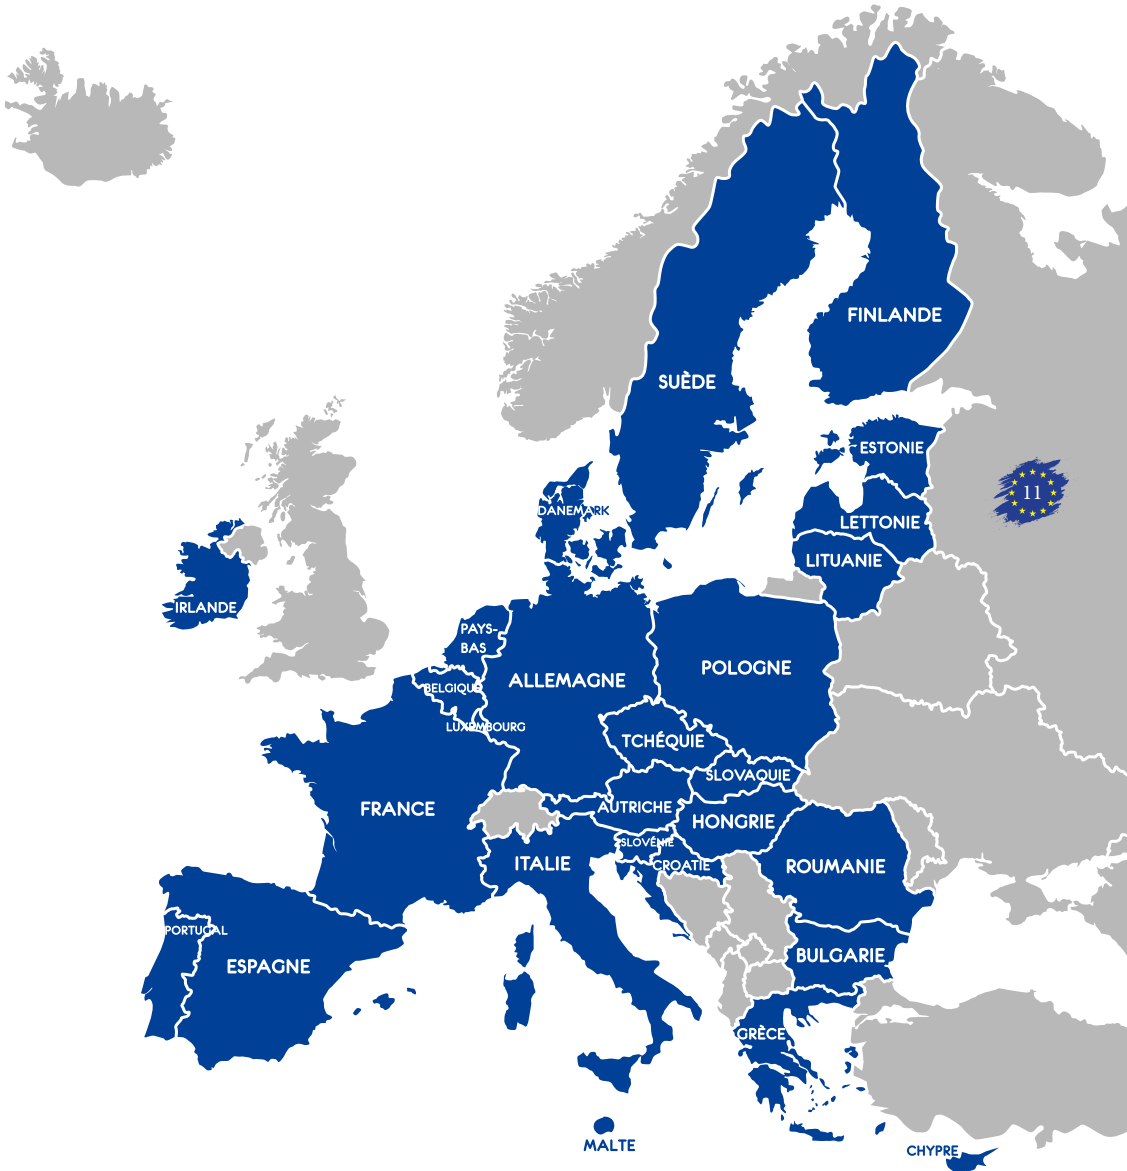 FINLANDE
SUÈDE
ESTONIE
11
DANEMARK
LETTONIE
LITUANIE
IRLANDE
PAYS-
BAS
POLOGNE
ALLEMAGNE
BELGIQUE
LUXEMBOURG
TCHÉQUIE
SLOVAQUIE
FRANCE
AUTRICHE
HONGRIE
SLOVÉNIE
ITALIE
CROATIE
ROUMANIE
PORTUGAL
ESPAGNE
BULGARIE
GRÈCE
MALTE
CHYPRE